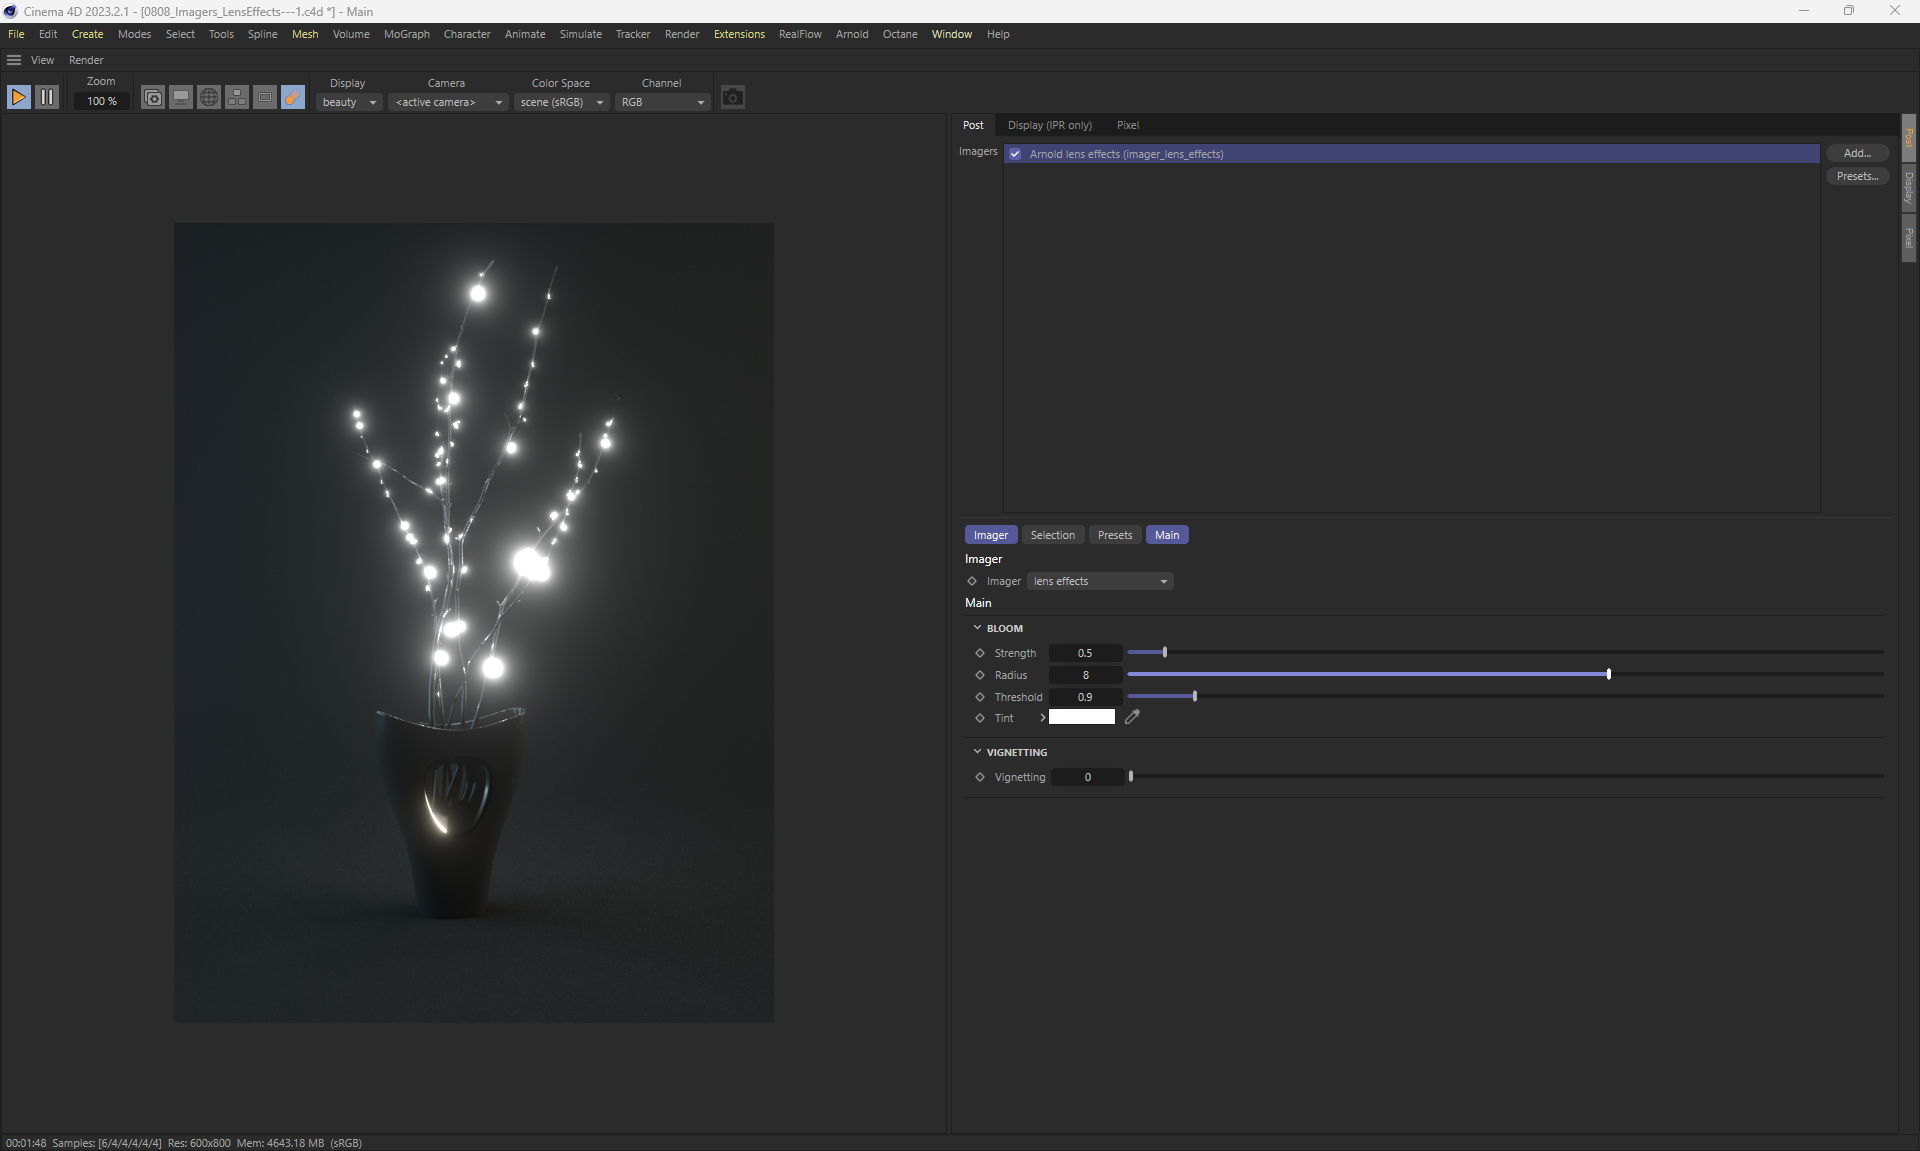 Cinema 4D 2023.2.1 - [0808_Imagers_LensEffects---1.c4d *] - Main
File Edit Create Modes Select Tools Spline Mesh Volume MoGraph Character Animate Simulate Tracker Render Extensions RealFlow Arnold Octane Window Help
View Render
Zoom Display Camera Color Space Channel
100 % beauty <active camera> scene (sRGB) RGB
Post Display (IPR only) Pixel
Imagers Arnold lens effects (imager_lens_effects) Add...
Presets...
Post
Display
Pixel
Imager Selection Presets Main
Imager
Imager lens effects
Main
BLOOM
Strength 0.5
Radius 8
Threshold 0.9
Tint
VIGNETTING
Vignetting 0
00:01:48 Samples: [6/4/4/4/4/4] Res: 600x800 Mem: 4643.18 MB (sRGB)